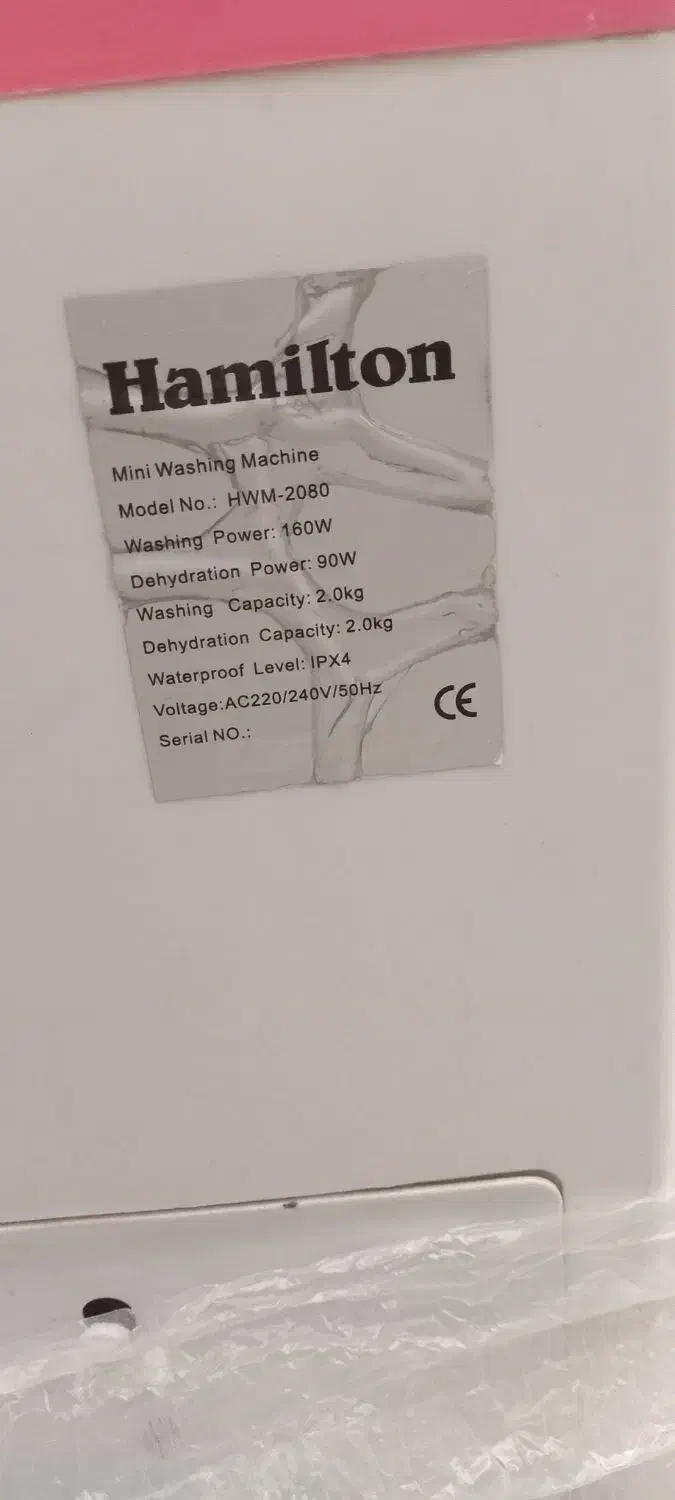 Hamilton
Mini Washing Machine
Model No.: HWM-2080
Washing Power: 160W
Dehydration Power: 90W
Washing Capacity: 2.0kg
Dehydration Capacity: 2.0kg
Waterproof Level: IPX4
Voltage:AC220/240V/50Hz
CE
Serial NO.: